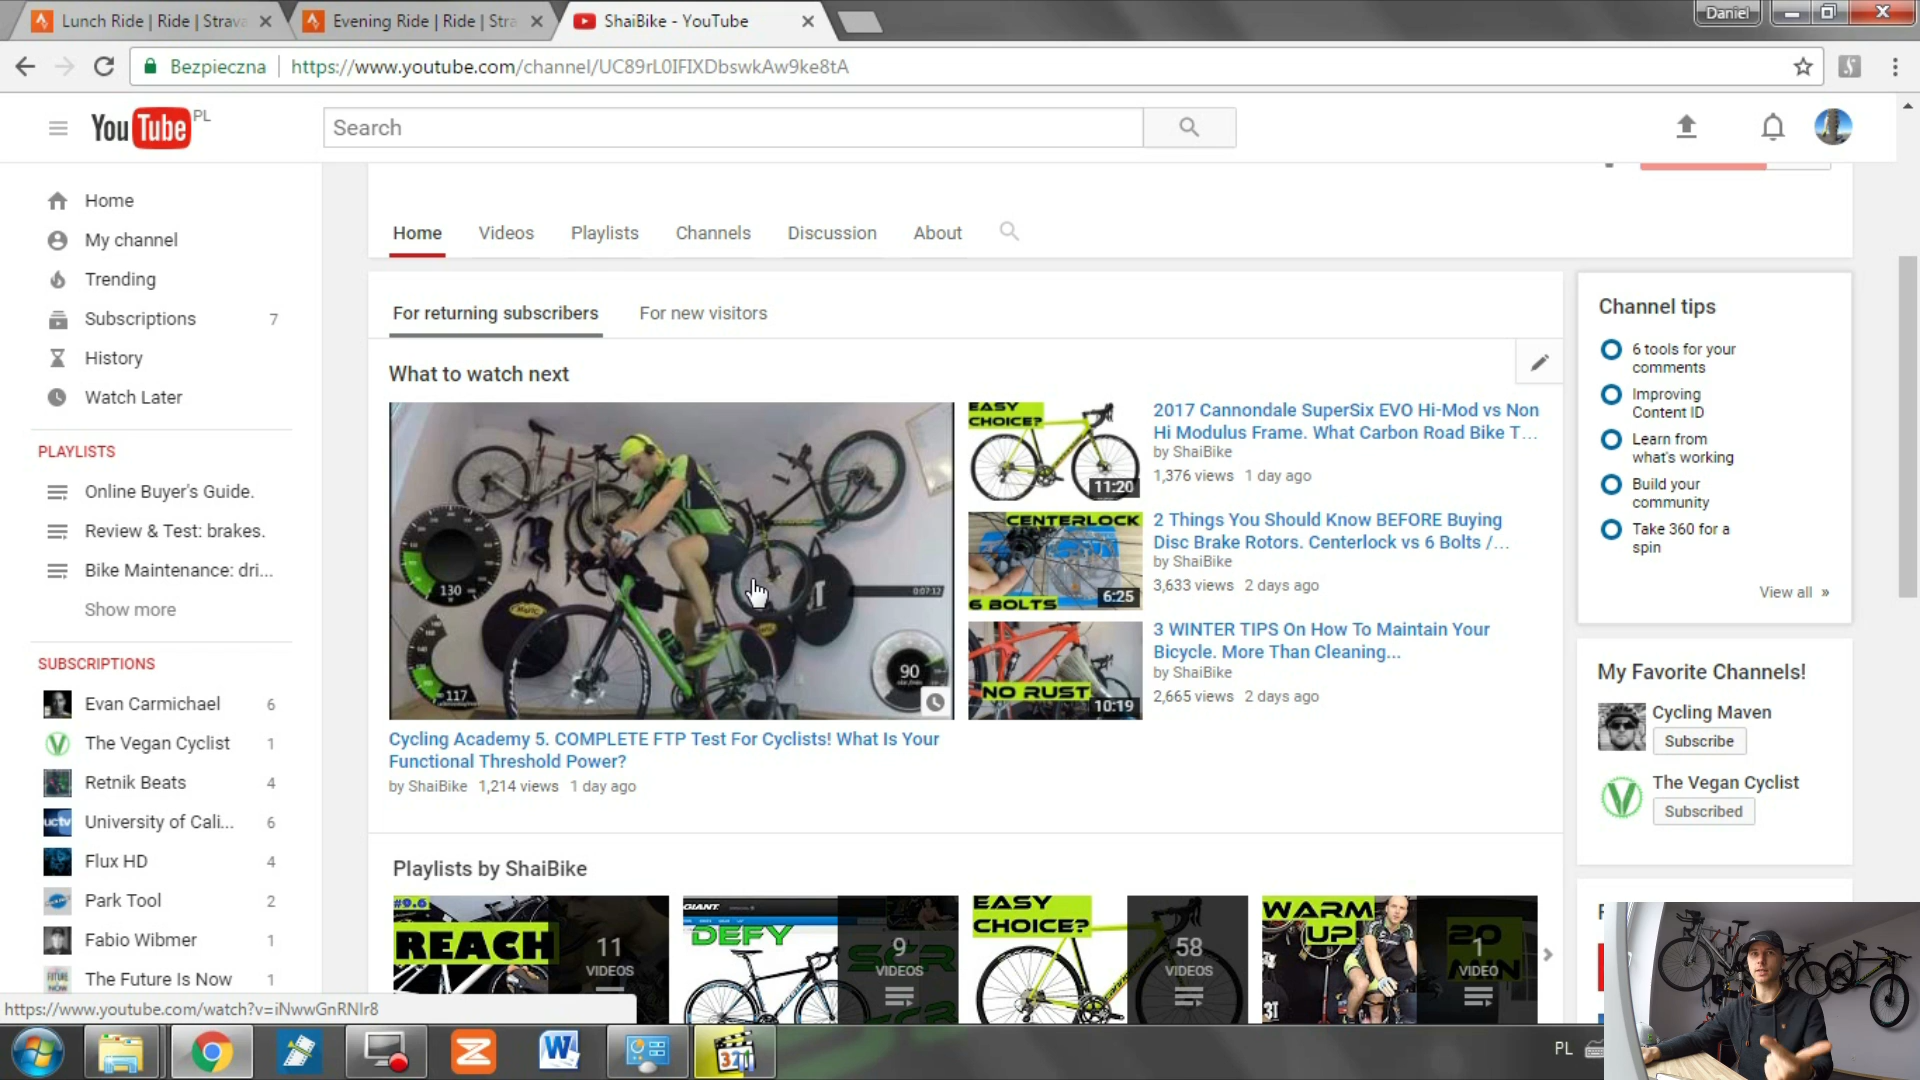 Lunch Ride | Ride | Strava
Evening Ride | Ride | Stra
ShaiBike - YouTube
Daniel
Bezpieczna
https://www.youtube.com/channel/UC89rL0IFIXDbswkAw9ke8tA
YouTube PL
Search
Home
My channel
Trending
Subscriptions 7
History
Watch Later
PLAYLISTS
Online Buyer's Guide.
Review & Test: brakes.
Bike Maintenance: dri...
Show more
SUBSCRIPTIONS
Evan Carmichael 6
The Vegan Cyclist 1
Retnik Beats 4
uctv University of Cali... 6
Flux HD 4
Park Tool 2
Fabio Wibmer 1
The Future Is Now 1
Home Videos Playlists Channels Discussion About
For returning subscribers For new visitors
What to watch next
130
117
90
0:07:12
Cycling Academy 5. COMPLETE FTP Test For Cyclists! What Is Your
Functional Threshold Power?
by ShaiBike 1,214 views 1 day ago
EASY
CHOICE?
11:20
2017 Cannondale SuperSix EVO Hi-Mod vs Non
Hi Modulus Frame. What Carbon Road Bike T...
by ShaiBike
1,376 views 1 day ago
CENTERLOCK
6 BOLTS
6:25
2 Things You Should Know BEFORE Buying
Disc Brake Rotors. Centerlock vs 6 Bolts /...
by ShaiBike
3,633 views 2 days ago
NO RUST
10:19
3 WINTER TIPS On How To Maintain Your
Bicycle. More Than Cleaning...
by ShaiBike
2,665 views 2 days ago
Playlists by ShaiBike
#9.6
REACH
11
VIDEOS
GIANT
DEFY
9
VIDEOS
EASY
CHOICE?
58
VIDEOS
WARM
UP!
20
MIN
1
VIDEO
Channel tips
6 tools for your
comments
Improving
Content ID
Learn from
what's working
Build your
community
Take 360 for a
spin
View all »
My Favorite Channels!
Cycling Maven
Subscribe
The Vegan Cyclist
Subscribed
https://www.youtube.com/watch?v=iNwwGnRNIr8
321
PL